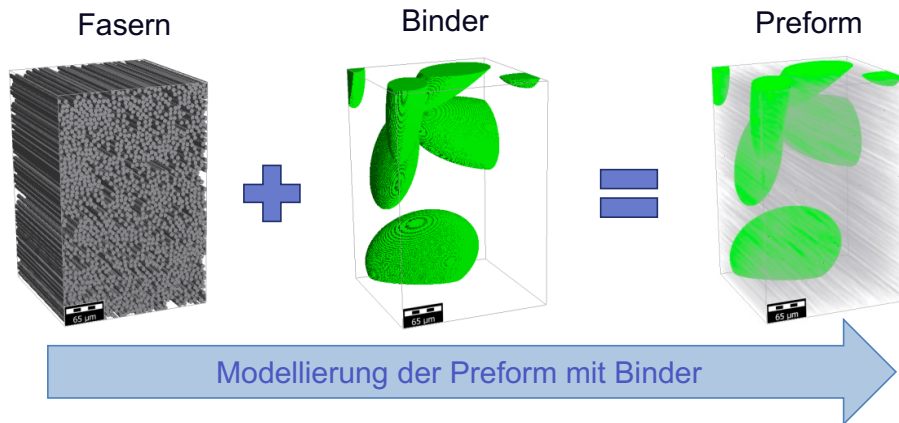 Fasern
Binder
Preform
65 µm
65 µm
65 µm
Modellierung der Preform mit Binder